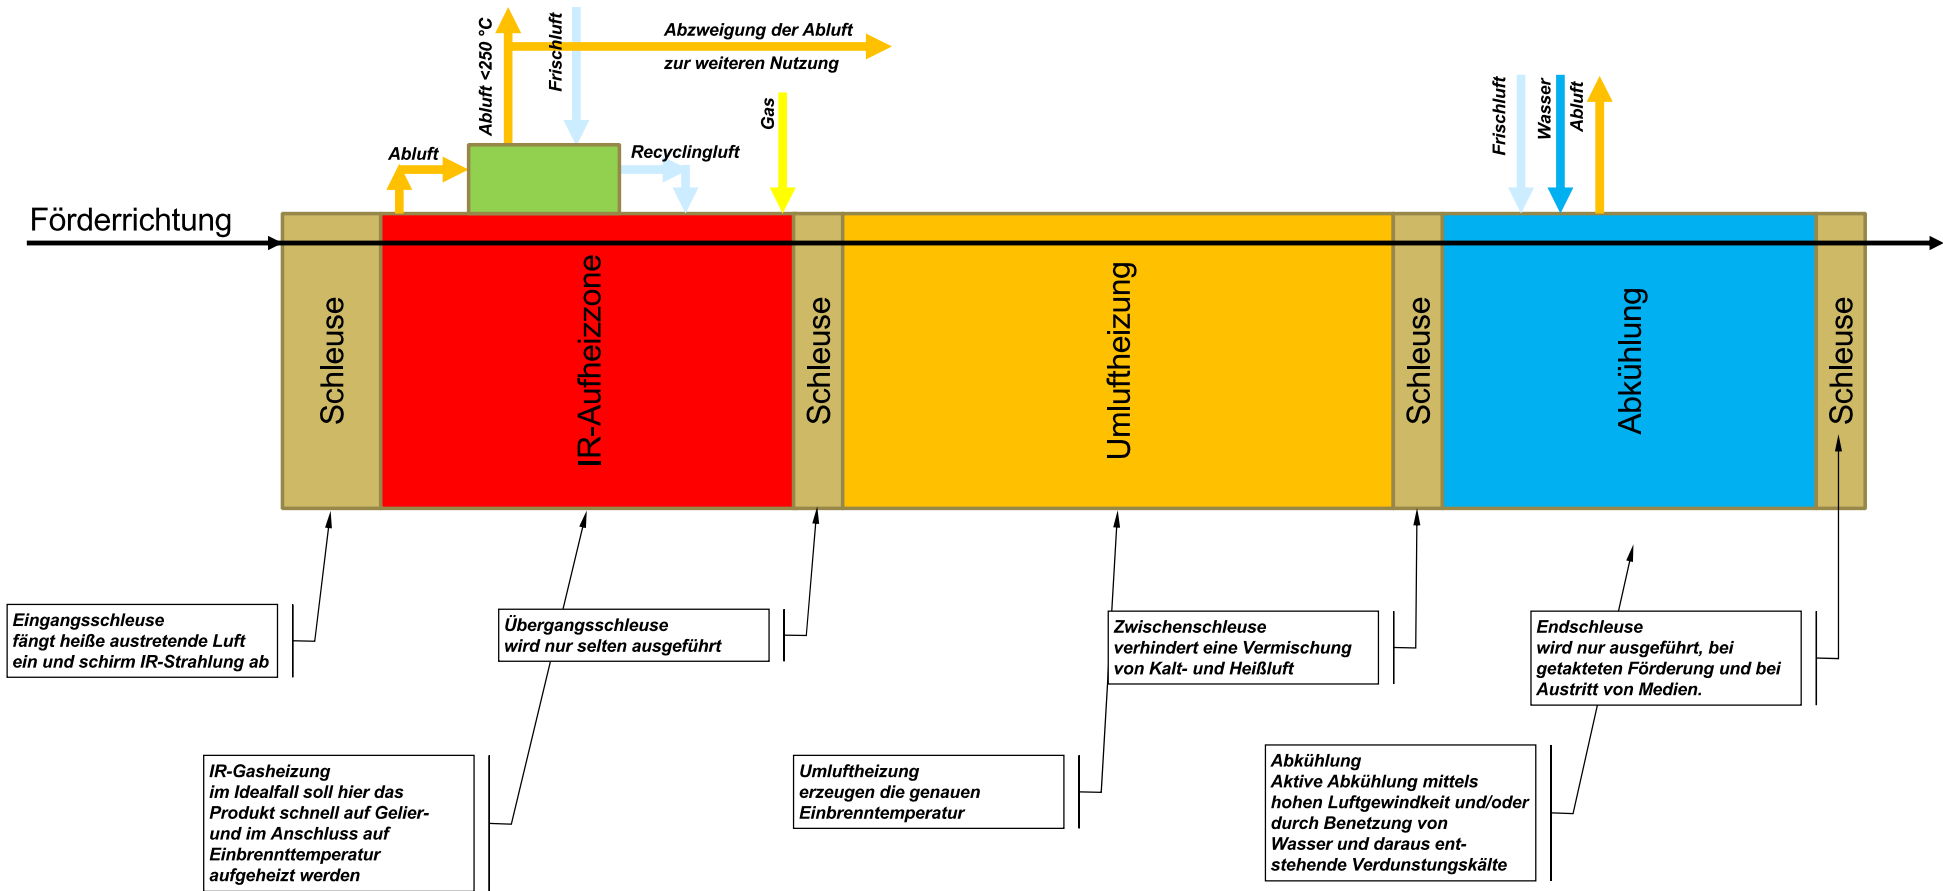 Abluft <250 °C
Frischluft
Abzweigung der Abluft
zur weiteren Nutzung
Gas
Abluft
Recyclingluft
Frischluft
Wasser
Abluft
Förderrichtung
Schleuse
IR-Aufheizzone
Schleuse
Umluftheizung
Schleuse
Abkühlung
Schleuse
Eingangsschleuse
fängt heiße austretende Luft
ein und schirm IR-Strahlung ab
Übergangsschleuse
wird nur selten ausgeführt
Zwischenschleuse
verhindert eine Vermischung
von Kalt- und Heißluft
Endschleuse
wird nur ausgeführt, bei
getakteten Förderung und bei
Austritt von Medien.
IR-Gasheizung
im Idealfall soll hier das
Produkt schnell auf Gelier-
und im Anschluss auf
Einbrennttemperatur
aufgeheizt werden
Umluftheizung
erzeugen die genauen
Einbrenntemperatur
Abkühlung
Aktive Abkühlung mittels
hohen Luftgewindkeit und/oder
durch Benetzung von
Wasser und daraus ent-
stehende Verdunstungskälte